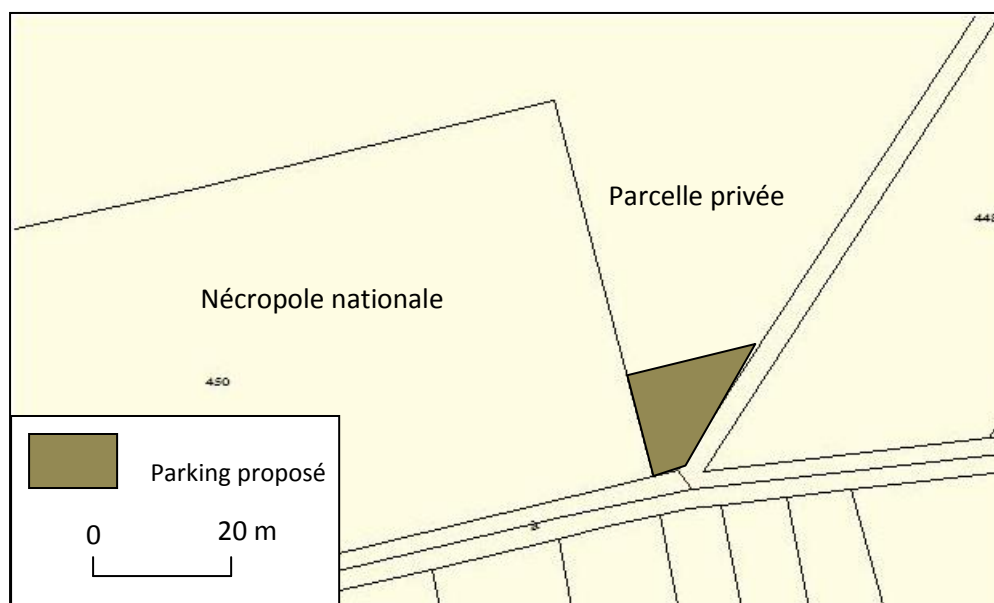 Parcelle privée
Nécropole nationale
450
Parking proposé
0 20 m